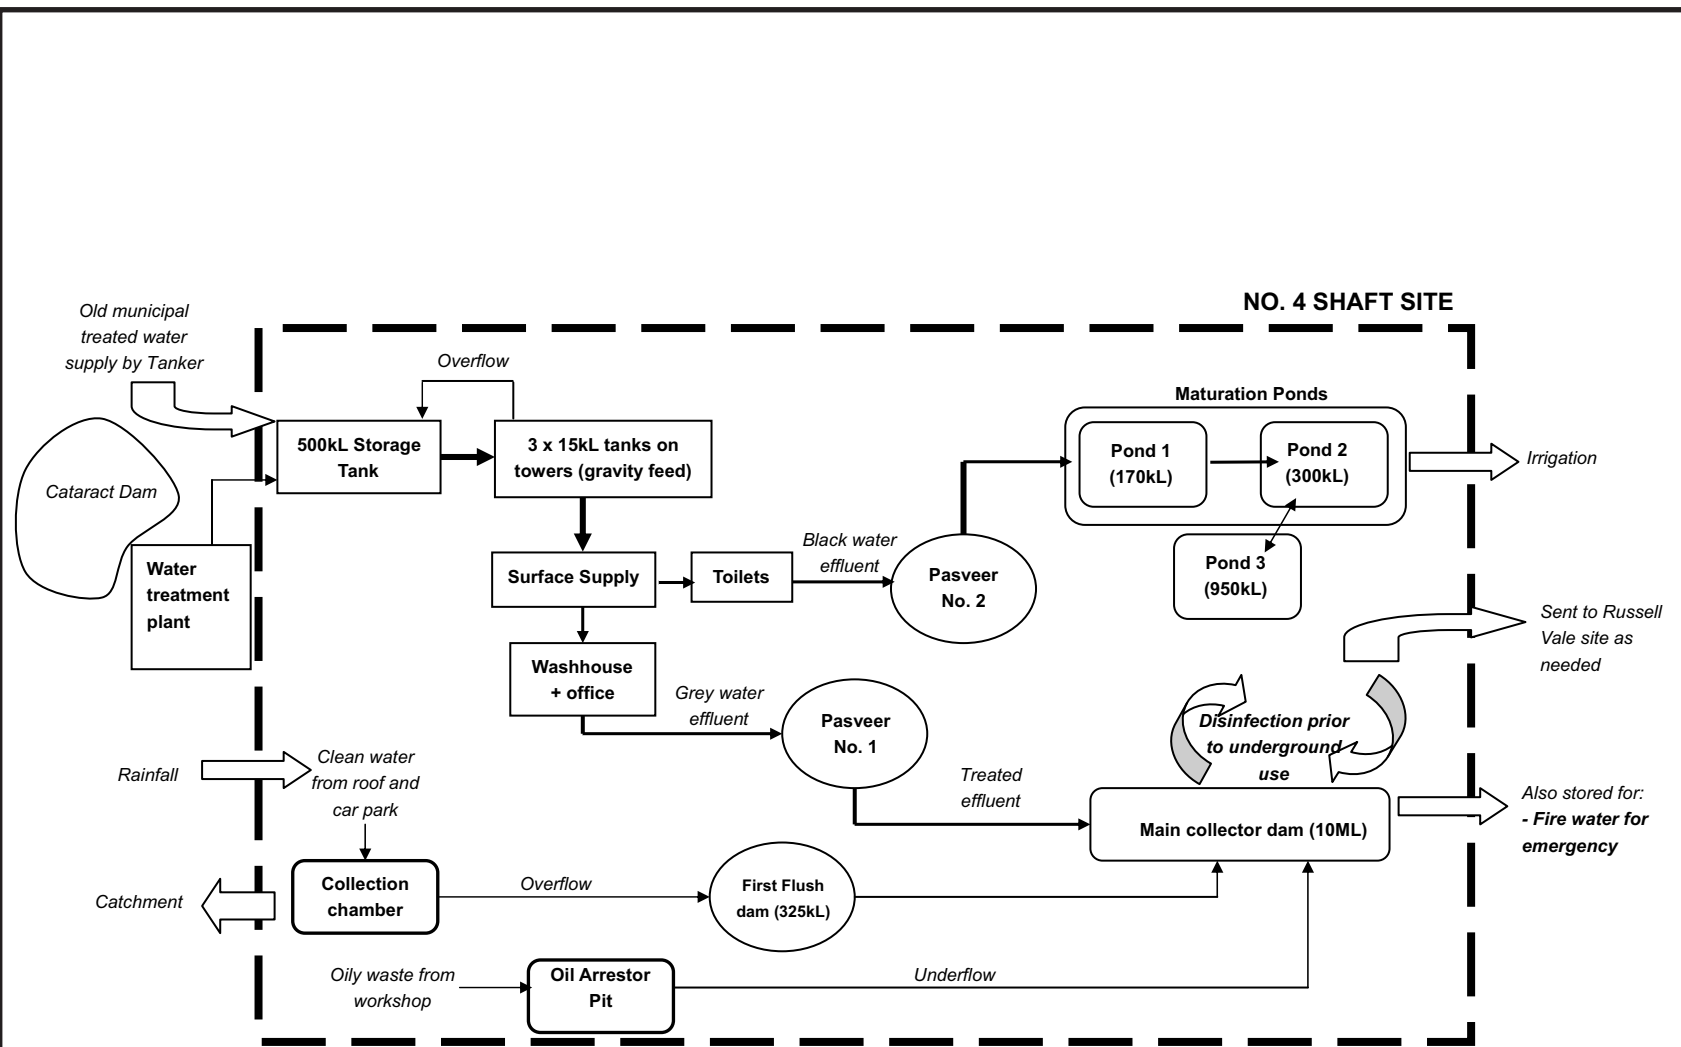 NO. 4 SHAFT SITE
Old municipal
treated water
supply by Tanker
Overflow
Maturation Ponds
500kL Storage
Tank
3 x 15kL tanks on
towers (gravity feed)
Pond 1
(170kL)
Pond 2
(300kL)
Irrigation
Cataract Dam
Water
treatment
plant
Surface Supply
Toilets
Black water
effluent
Pasveer
No. 2
Pond 3
(950kL)
Sent to Russell
Vale site as
needed
Washhouse
+ office
Grey water
effluent
Pasveer
No. 1
Disinfection prior
to underground
use
Rainfall
Clean water
from roof and
car park
Treated
effluent
Main collector dam (10ML)
Also stored for:
- Fire water for
emergency
Catchment
Collection
chamber
Overflow
First Flush
dam (325kL)
Oily waste from
workshop
Oil Arrestor
Pit
Underflow